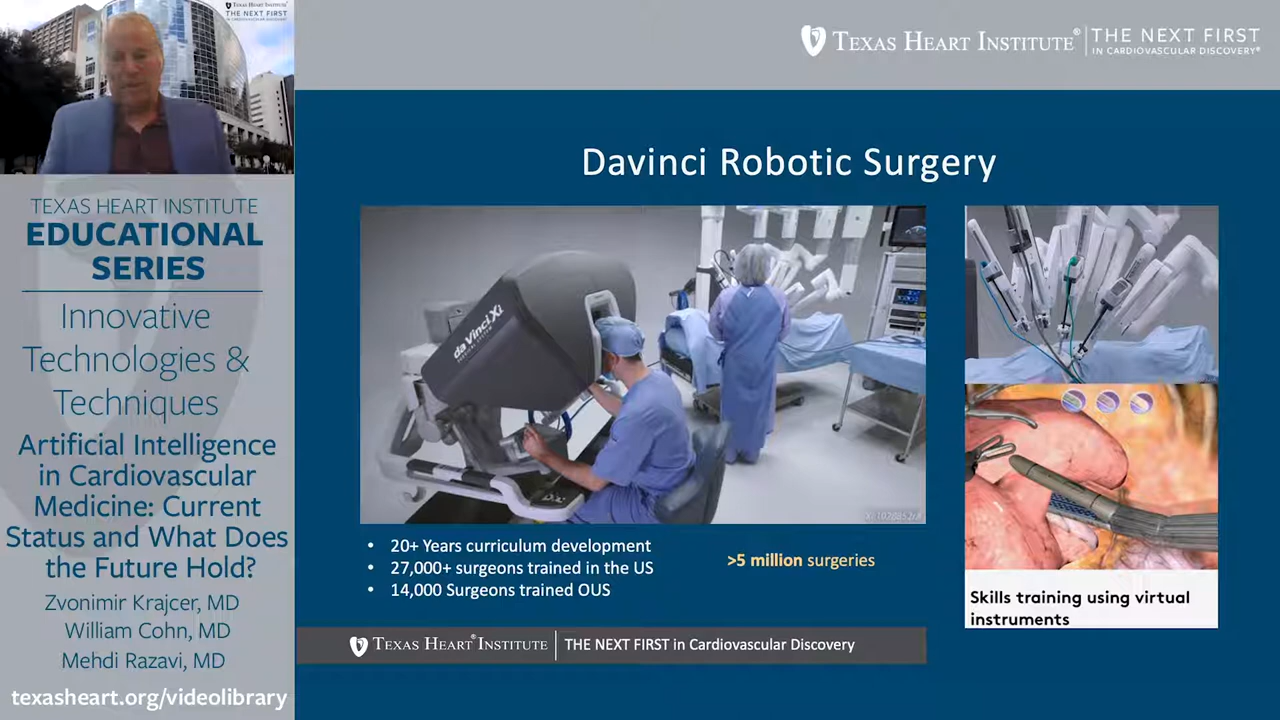 TEXAS HEART INSTITUTE
THE NEXT FIRST
IN CARDIOVASCULAR DISCOVERY
TEXAS HEART INSTITUTE® THE NEXT FIRST
IN CARDIOVASCULAR DISCOVERY®
TEXAS HEART INSTITUTE
EDUCATIONAL
SERIES
Innovative
Technologies &
Techniques
Artificial Intelligence
in Cardiovascular
Medicine: Current
Status and What Does
the Future Hold?
Zvonimir Krajcer, MD
William Cohn, MD
Mehdi Razavi, MD
texasheart.org/videolibrary
Davinci Robotic Surgery
da Vinci Xi
• 20+ Years curriculum development
• 27,000+ surgeons trained in the US
• 14,000 Surgeons trained OUS
>5 million surgeries
Skills training using virtual
instruments
TEXAS HEART® INSTITUTE THE NEXT FIRST in Cardiovascular Discovery